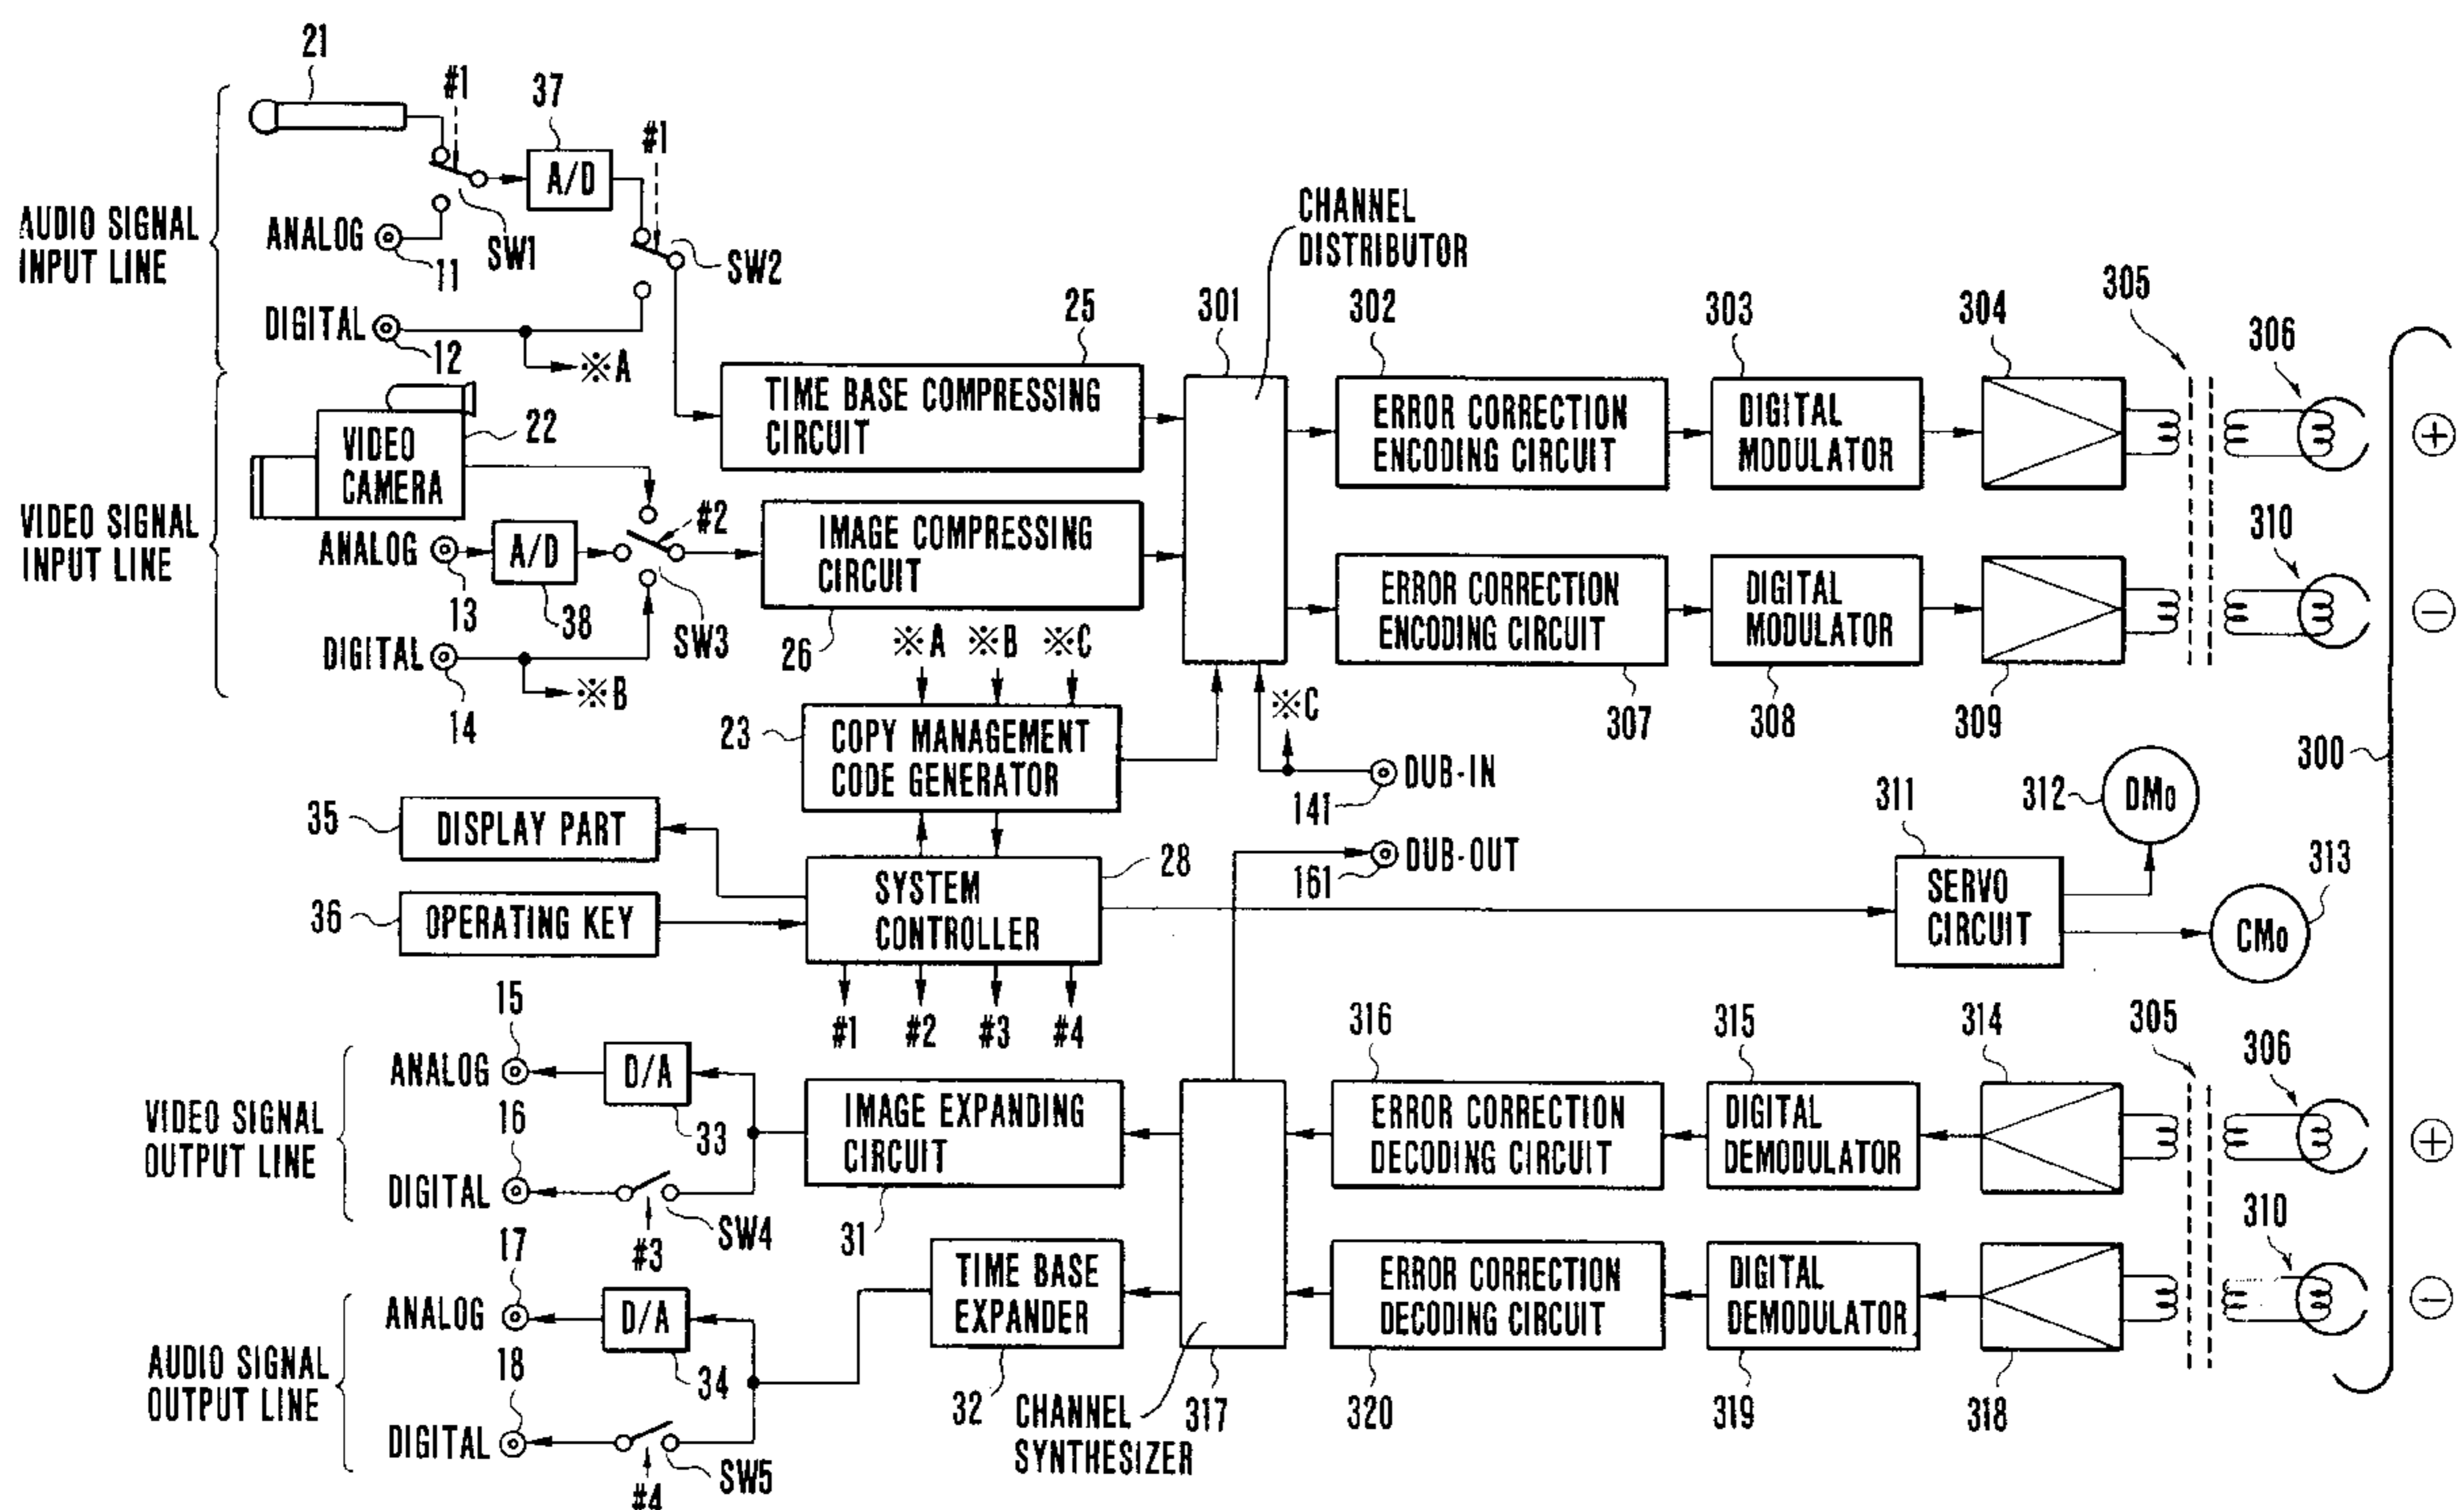 21
#1
37
A/D
#1
AUDIO SIGNAL
INPUT LINE
ANALOG
11
SW1
SW2
DIGITAL
12
※A
CHANNEL
DISTRIBUTOR
VIDEO
CAMERA
22
VIDEO SIGNAL
INPUT LINE
ANALOG
13
A/D
38
#2
SW3
DIGITAL
14
※B
25
TIME BASE COMPRESSING
CIRCUIT
IMAGE COMPRESSING
CIRCUIT
26
301
302
ERROR CORRECTION
ENCODING CIRCUIT
303
DIGITAL
MODULATOR
304
305
306
+
ERROR CORRECTION
ENCODING CIRCUIT
307
DIGITAL
MODULATOR
308
309
310
−
300
※A
※B
※C
23
COPY MANAGEMENT
CODE GENERATOR
※C
DUB-IN
141
DUB-OUT
161
35
DISPLAY PART
36
OPERATING KEY
SYSTEM
CONTROLLER
28
#1
#2
#3
#4
311
SERVO
CIRCUIT
312
DMo
313
CMo
VIDEO SIGNAL
OUTPUT LINE
15
ANALOG
D/A
33
16
DIGITAL
#3
SW4
IMAGE EXPANDING
CIRCUIT
31
AUDIO SIGNAL
OUTPUT LINE
17
ANALOG
D/A
34
18
DIGITAL
#4
SW5
TIME BASE
EXPANDER
32
CHANNEL
SYNTHESIZER
317
316
ERROR CORRECTION
DECODING CIRCUIT
315
DIGITAL
DEMODULATOR
314
305
306
+
ERROR CORRECTION
DECODING CIRCUIT
320
DIGITAL
DEMODULATOR
319
318
310
−